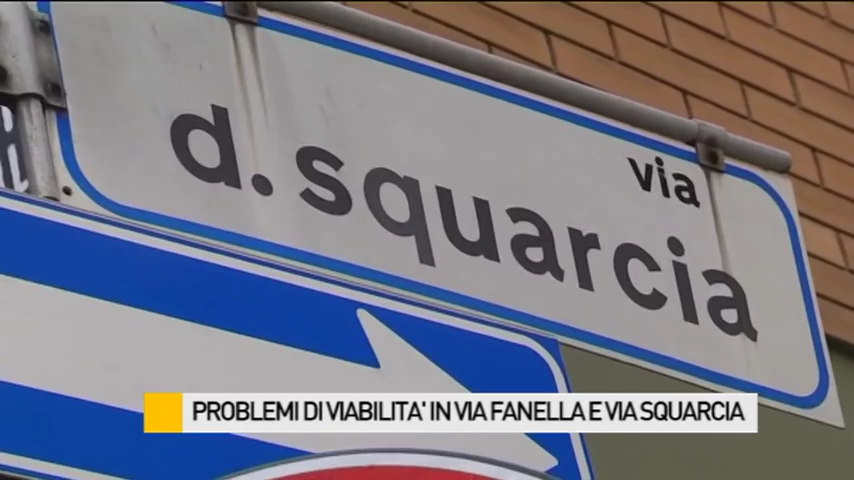 via
d. squarcia
PROBLEMI DI VIABILITA' IN VIA FANELLA E VIA SQUARCIA